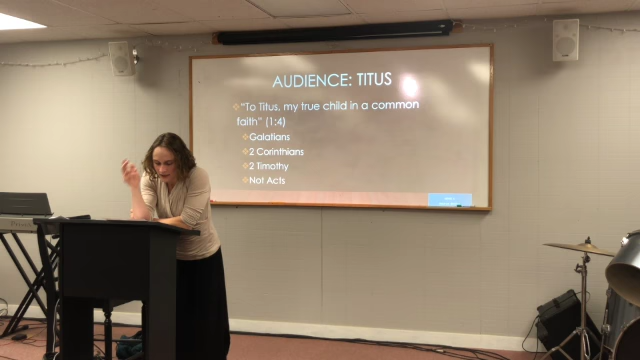 AUDIENCE: TITUS
“To Titus, my true child in a common
faith” (1:4)
Galatians
2 Corinthians
2 Timothy
Not Acts